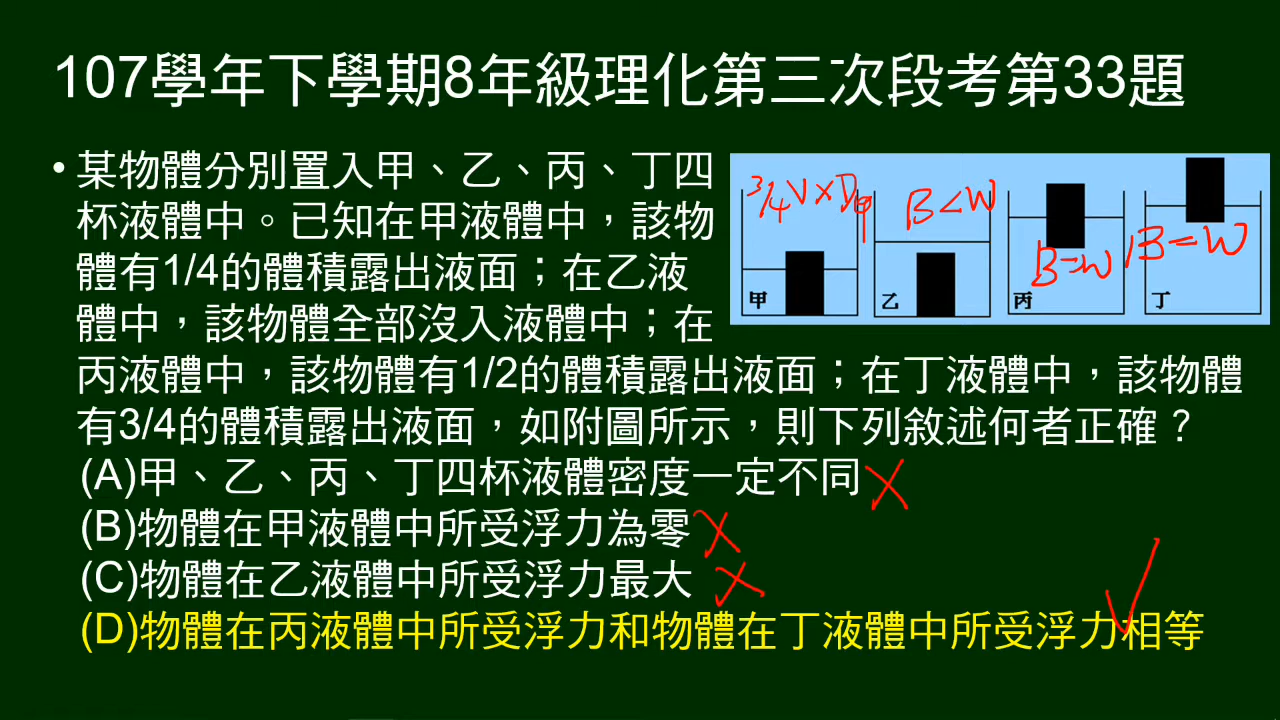 107學年下學期8年級理化第三次段考第33題
• 某物體分別置入甲、乙、丙、丁四
杯液體中。已知在甲液體中，該物
體有1/4的體積露出液面；在乙液
體中，該物體全部沒入液體中；在
丙液體中，該物體有1/2的體積露出液面；在丁液體中，該物體
有3/4的體積露出液面，如附圖所示，則下列敘述何者正確？
(A)甲、乙、丙、丁四杯液體密度一定不同
(B)物體在甲液體中所受浮力為零
(C)物體在乙液體中所受浮力最大
(D)物體在丙液體中所受浮力和物體在丁液體中所受浮力相等
3/4 V × D甲
B < W
B = W
B = W
甲
乙
丙
丁